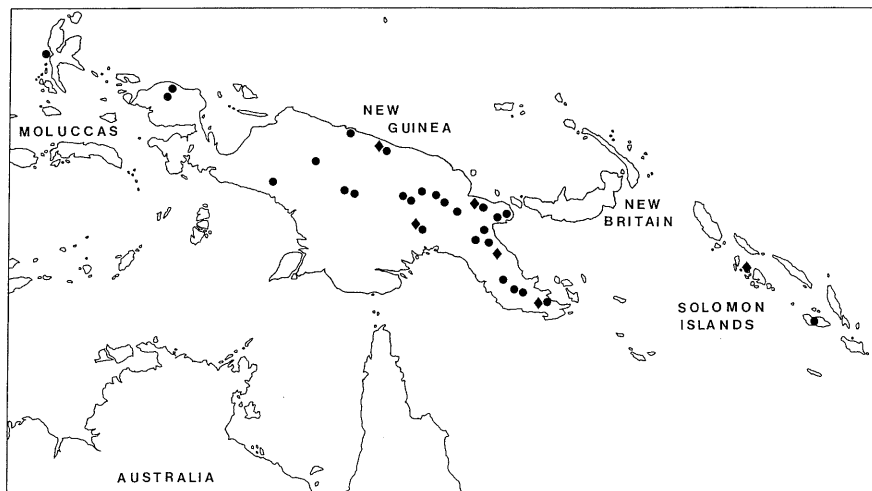 NEW
GUINEA
MOLUCCAS
NEW
BRITAIN
SOLOMON
ISLANDS
AUSTRALIA